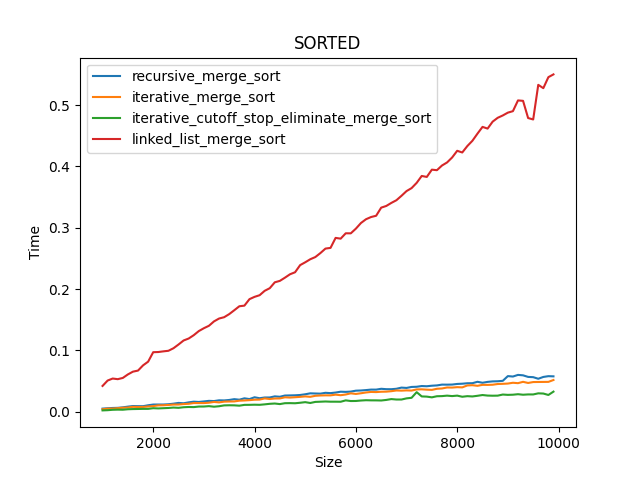 SORTED
recursive_merge_sort
iterative_merge_sort
iterative_cutoff_stop_eliminate_merge_sort
linked_list_merge_sort
Time
0.5
0.4
0.3
0.2
0.1
0.0
2000 4000 6000 8000 10000
Size